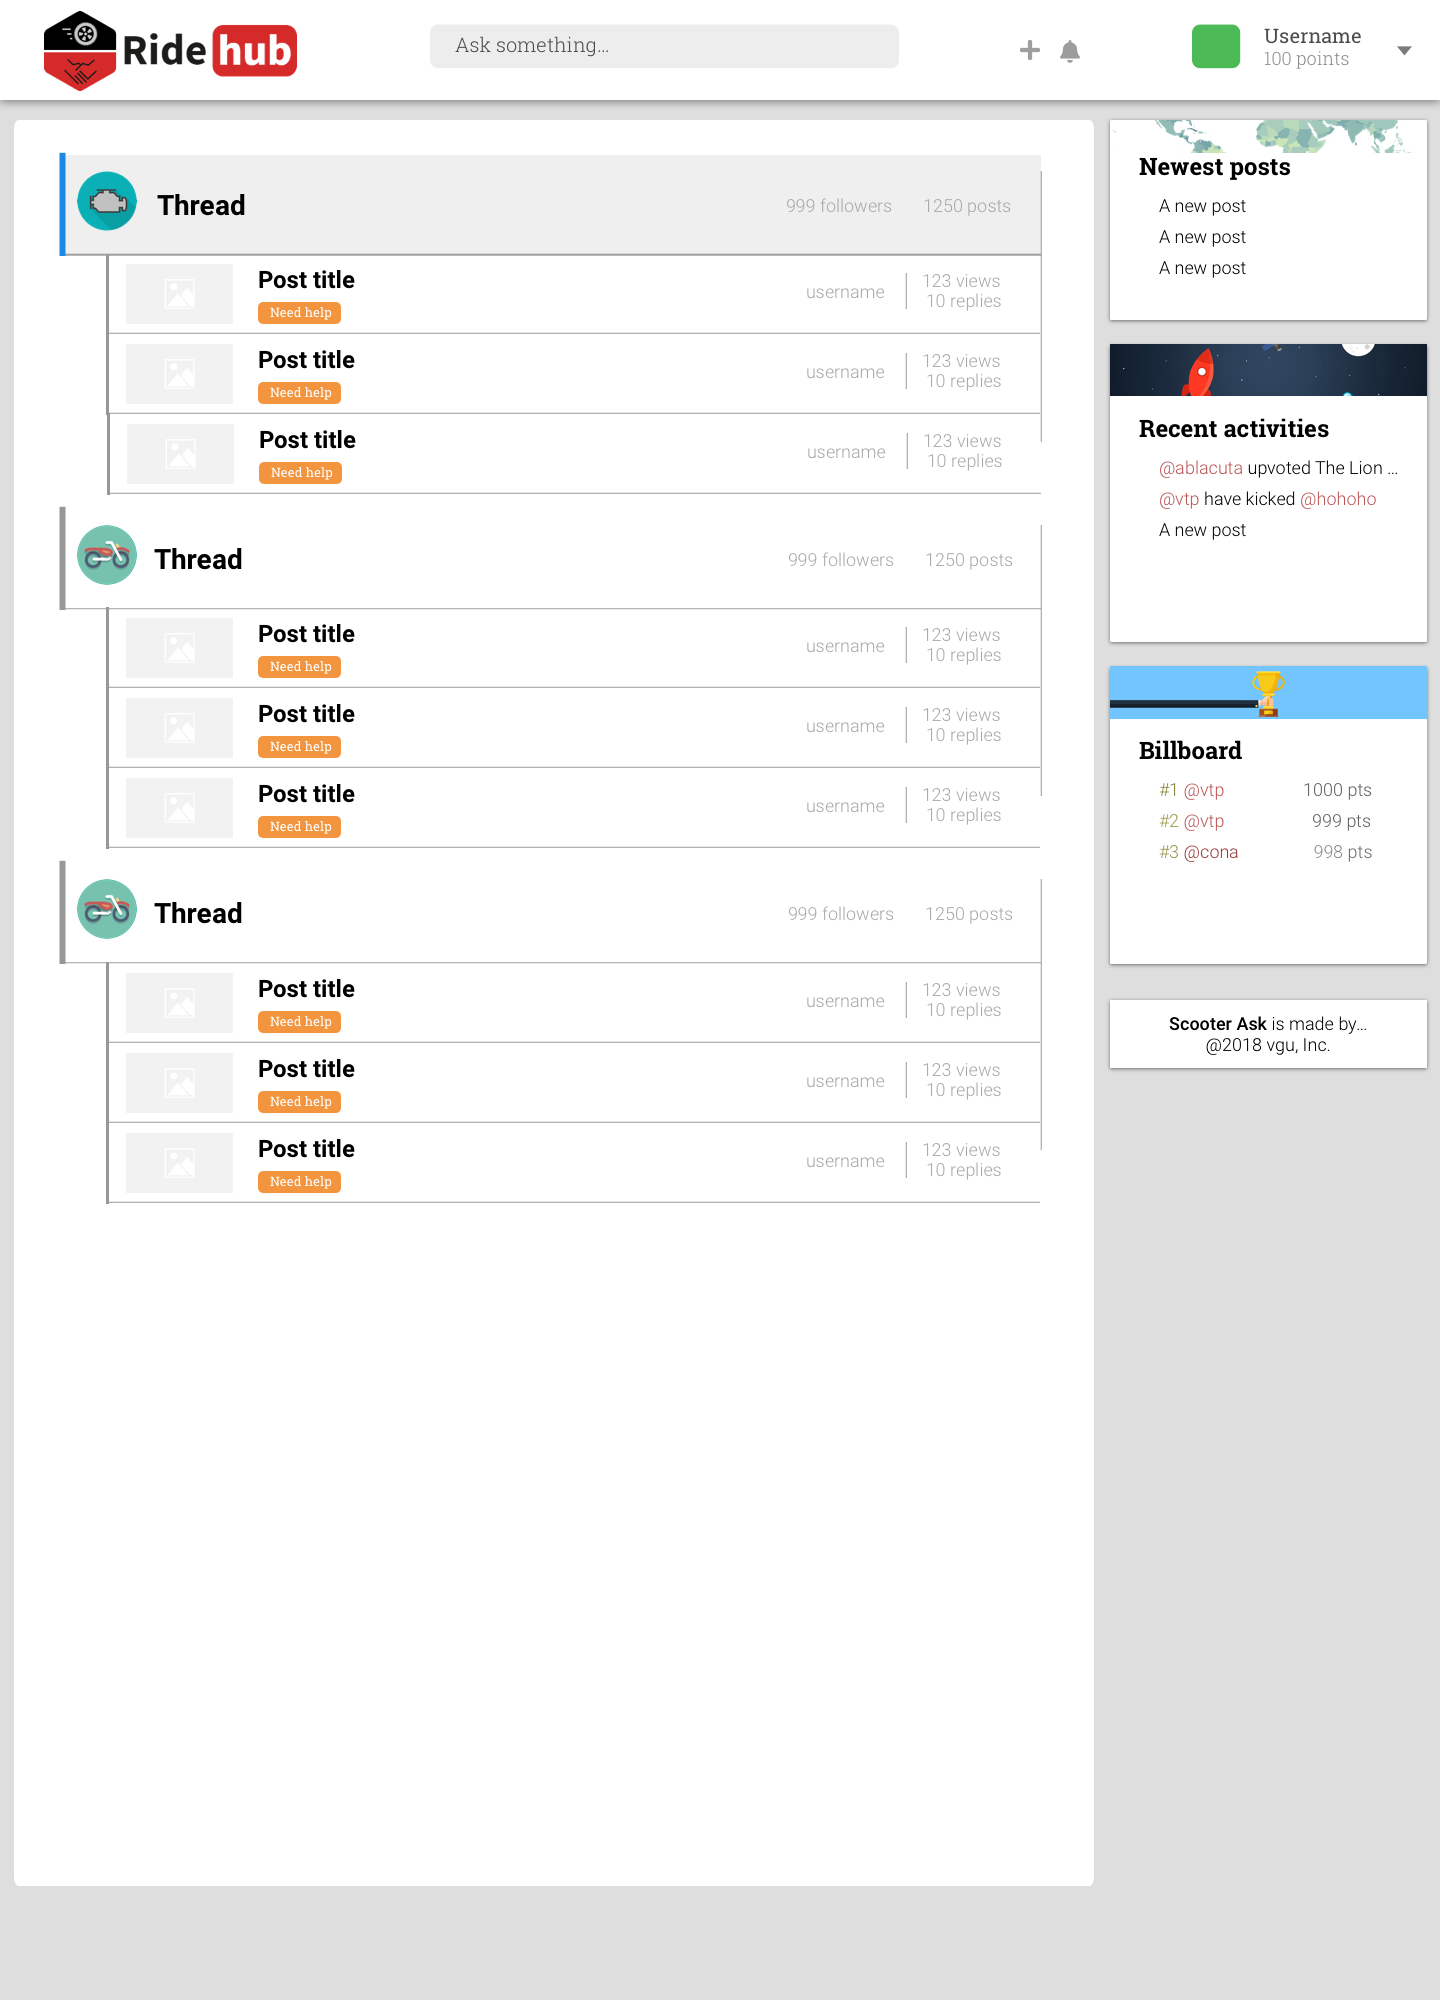 Ride hub
Ask something...
Username
100 points
Thread
999 followers 1250 posts
Post title
Need help
username
123 views
10 replies
Post title
Need help
username
123 views
10 replies
Post title
Need help
username
123 views
10 replies
Thread
999 followers 1250 posts
Post title
Need help
username
123 views
10 replies
Post title
Need help
username
123 views
10 replies
Post title
Need help
username
123 views
10 replies
Thread
999 followers 1250 posts
Post title
Need help
username
123 views
10 replies
Post title
Need help
username
123 views
10 replies
Post title
Need help
username
123 views
10 replies
Newest posts
A new post
A new post
A new post
Recent activities
@ablacuta upvoted The Lion ...
@vtp have kicked @hohoho
A new post
Billboard
#1 @vtp 1000 pts
#2 @vtp 999 pts
#3 @cona 998 pts
Scooter Ask is made by...
@2018 vgu, Inc.